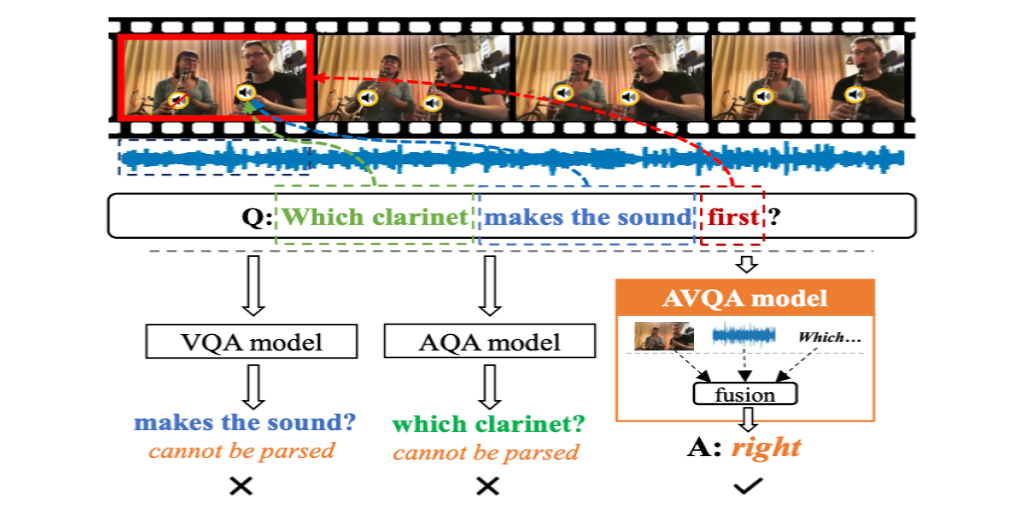 Q: Which clarinet makes the sound first ?
VQA model
AQA model
AVQA model
Which...
fusion
makes the sound?
cannot be parsed
which clarinet?
cannot be parsed
A: right